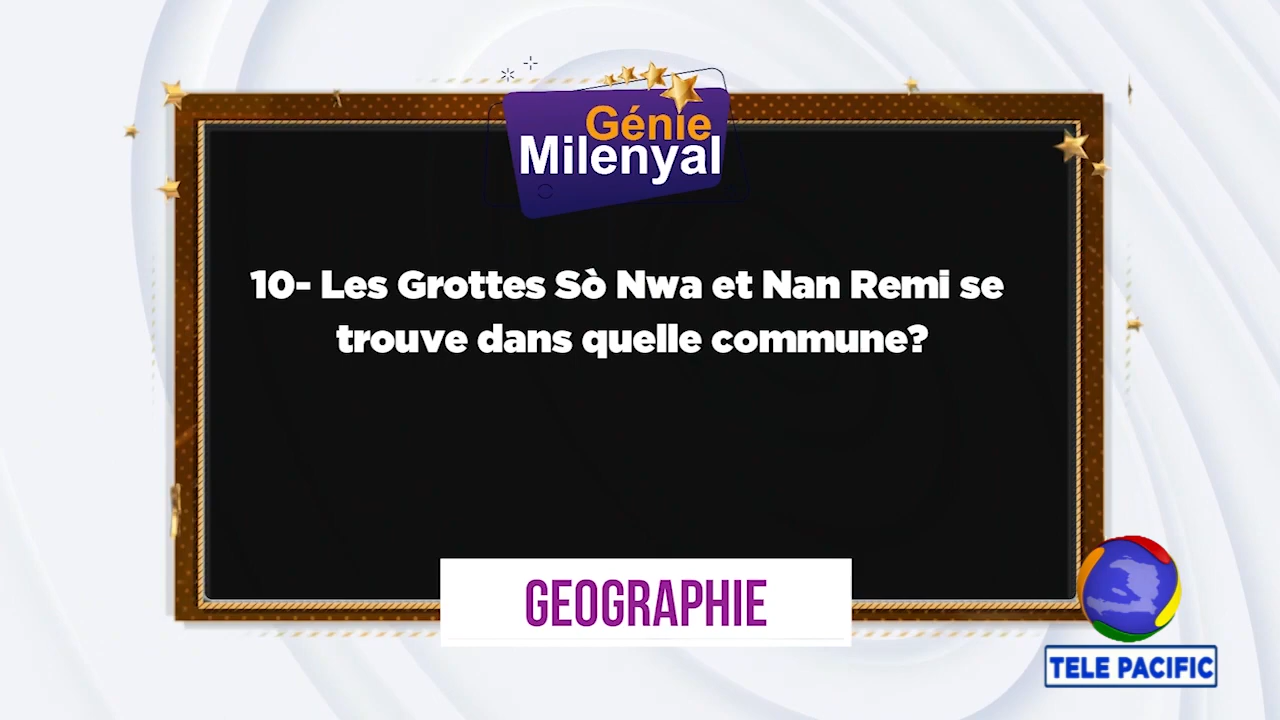 Génie
Milenyal
10- Les Grottes Sò Nwa et Nan Remi se
trouve dans quelle commune?
GEOGRAPHIE
TELE PACIFIC